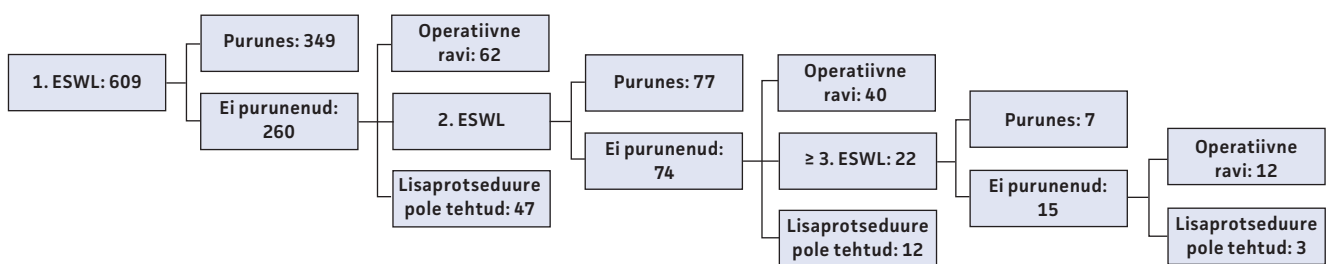 1. ESWL: 609
Purunes: 349
Ei purunenud:
260
Operatiivne
ravi: 62
2. ESWL
Lisaprotseduure
pole tehtud: 47
Purunes: 77
Ei purunenud:
74
Operatiivne
ravi: 40
≥ 3. ESWL: 22
Lisaprotseduure
pole tehtud: 12
Purunes: 7
Ei purunenud:
15
Operatiivne
ravi: 12
Lisaprotseduure
pole tehtud: 3